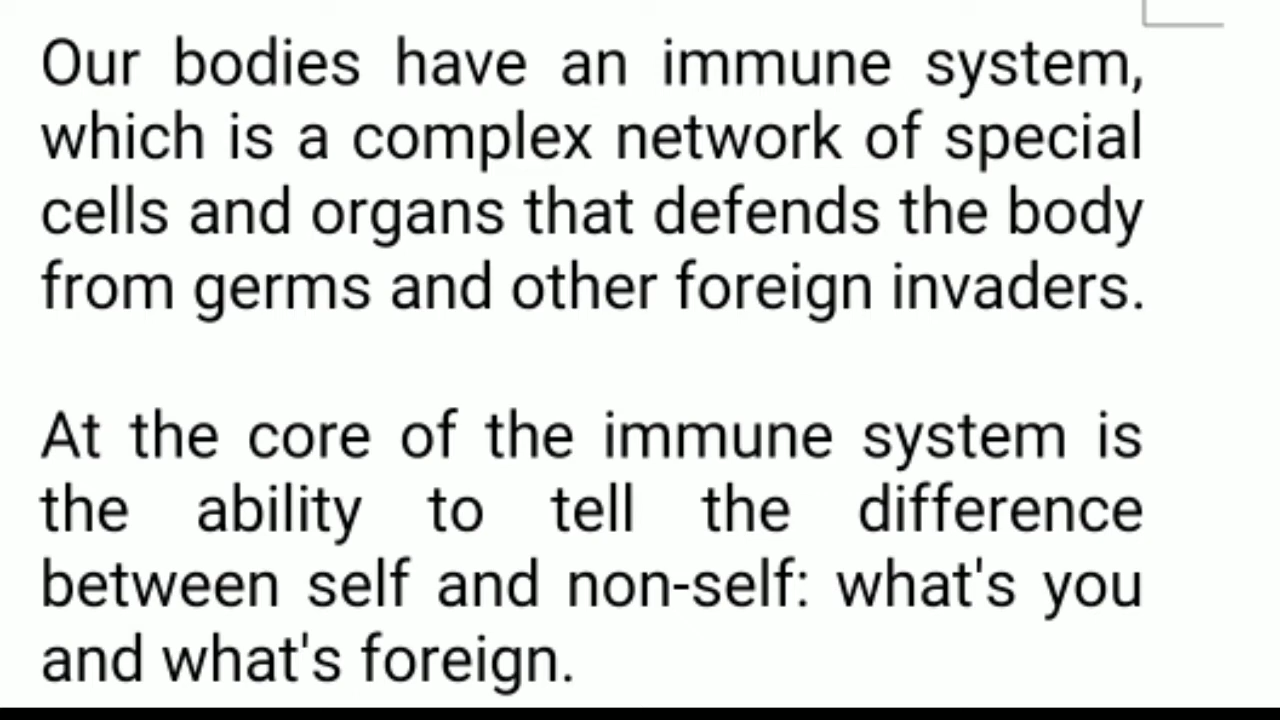 Our bodies have an immune system,
which is a complex network of special
cells and organs that defends the body
from germs and other foreign invaders.
At the core of the immune system is
the ability to tell the difference
between self and non-self: what's you
and what's foreign.